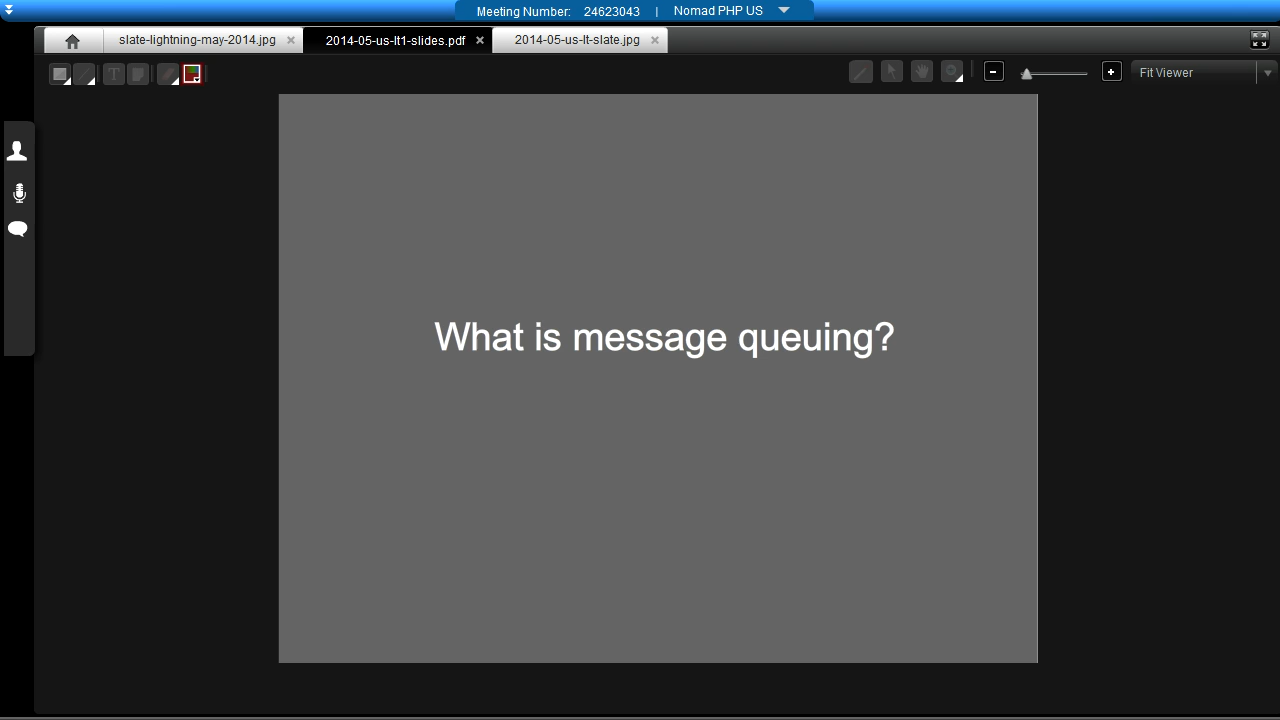 Meeting Number: 24623043 | Nomad PHP US
slate-lightning-may-2014.jpg
2014-05-us-lt1-slides.pdf
2014-05-us-lt-slate.jpg
T
Fit Viewer
What is message queuing?